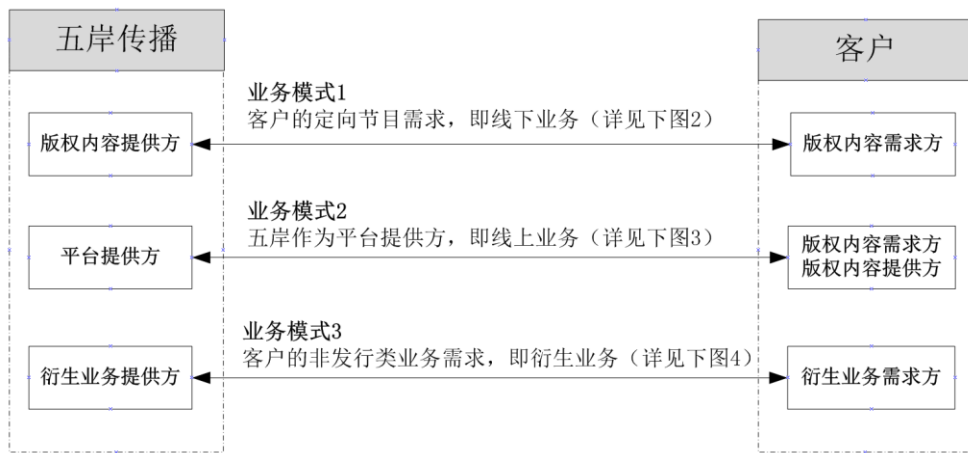 五岸传播
客户
业务模式1
客户的定向节目需求，即线下业务（详见下图2）
版权内容提供方
版权内容需求方
业务模式2
五岸作为平台提供方，即线上业务（详见下图3）
平台提供方
版权内容需求方
版权内容提供方
业务模式3
客户的非发行类业务需求，即衍生业务（详见下图4）
衍生业务提供方
衍生业务需求方